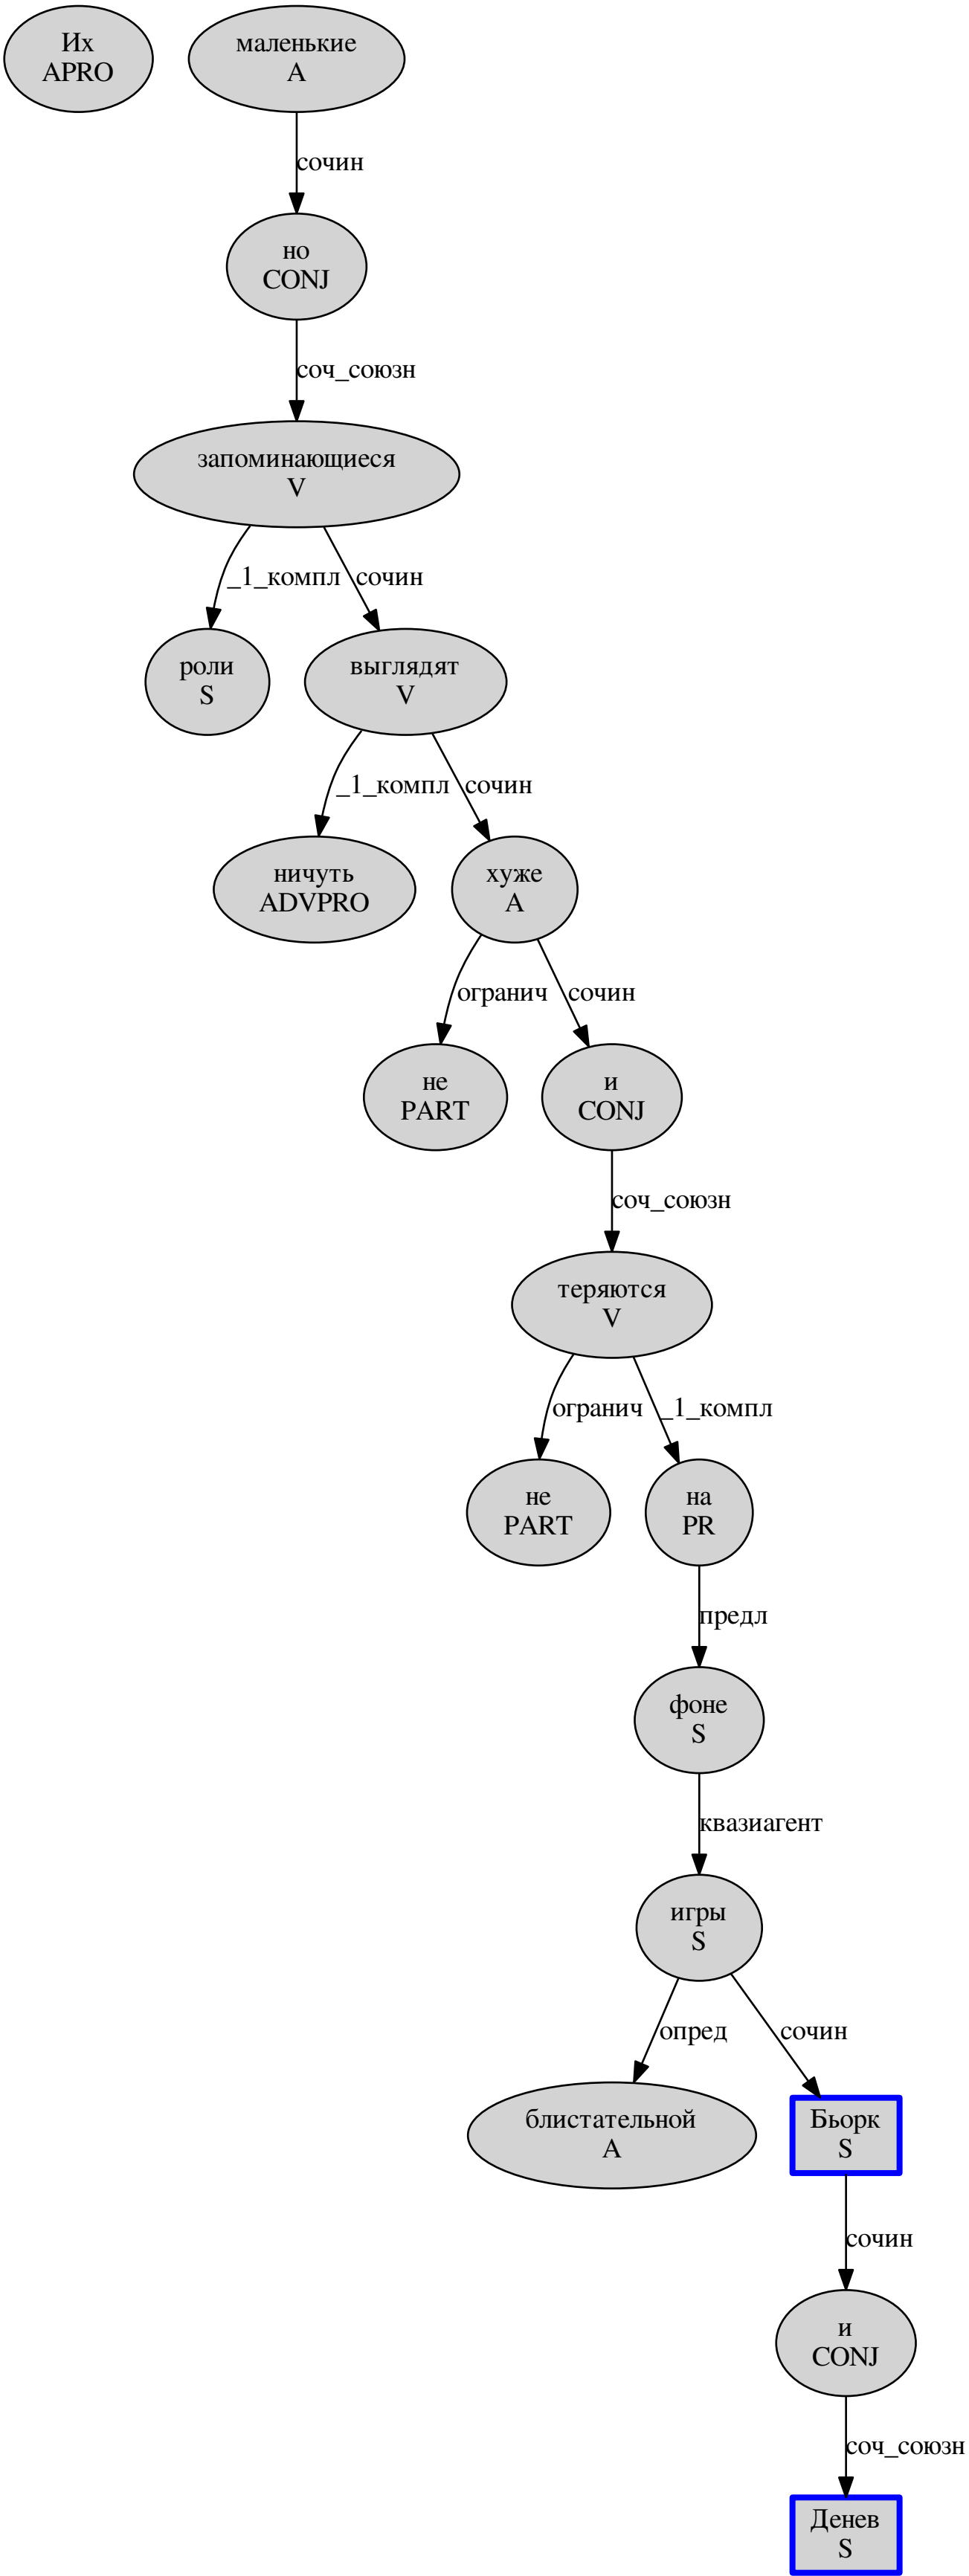 Их
APRO
маленькие
A
сочин
но
CONJ
соч_союзн
запоминающиеся
V
_1_компл
сочин
роли
S
выглядят
V
_1_компл
сочин
ничуть
ADVPRO
хуже
A
огранич
сочин
не
PART
и
CONJ
соч_союзн
теряются
V
огранич
_1_компл
не
PART
на
PR
предл
фоне
S
квазиагент
игры
S
опред
сочин
блистательной
A
Бьорк
S
сочин
и
CONJ
соч_союзн
Денев
S